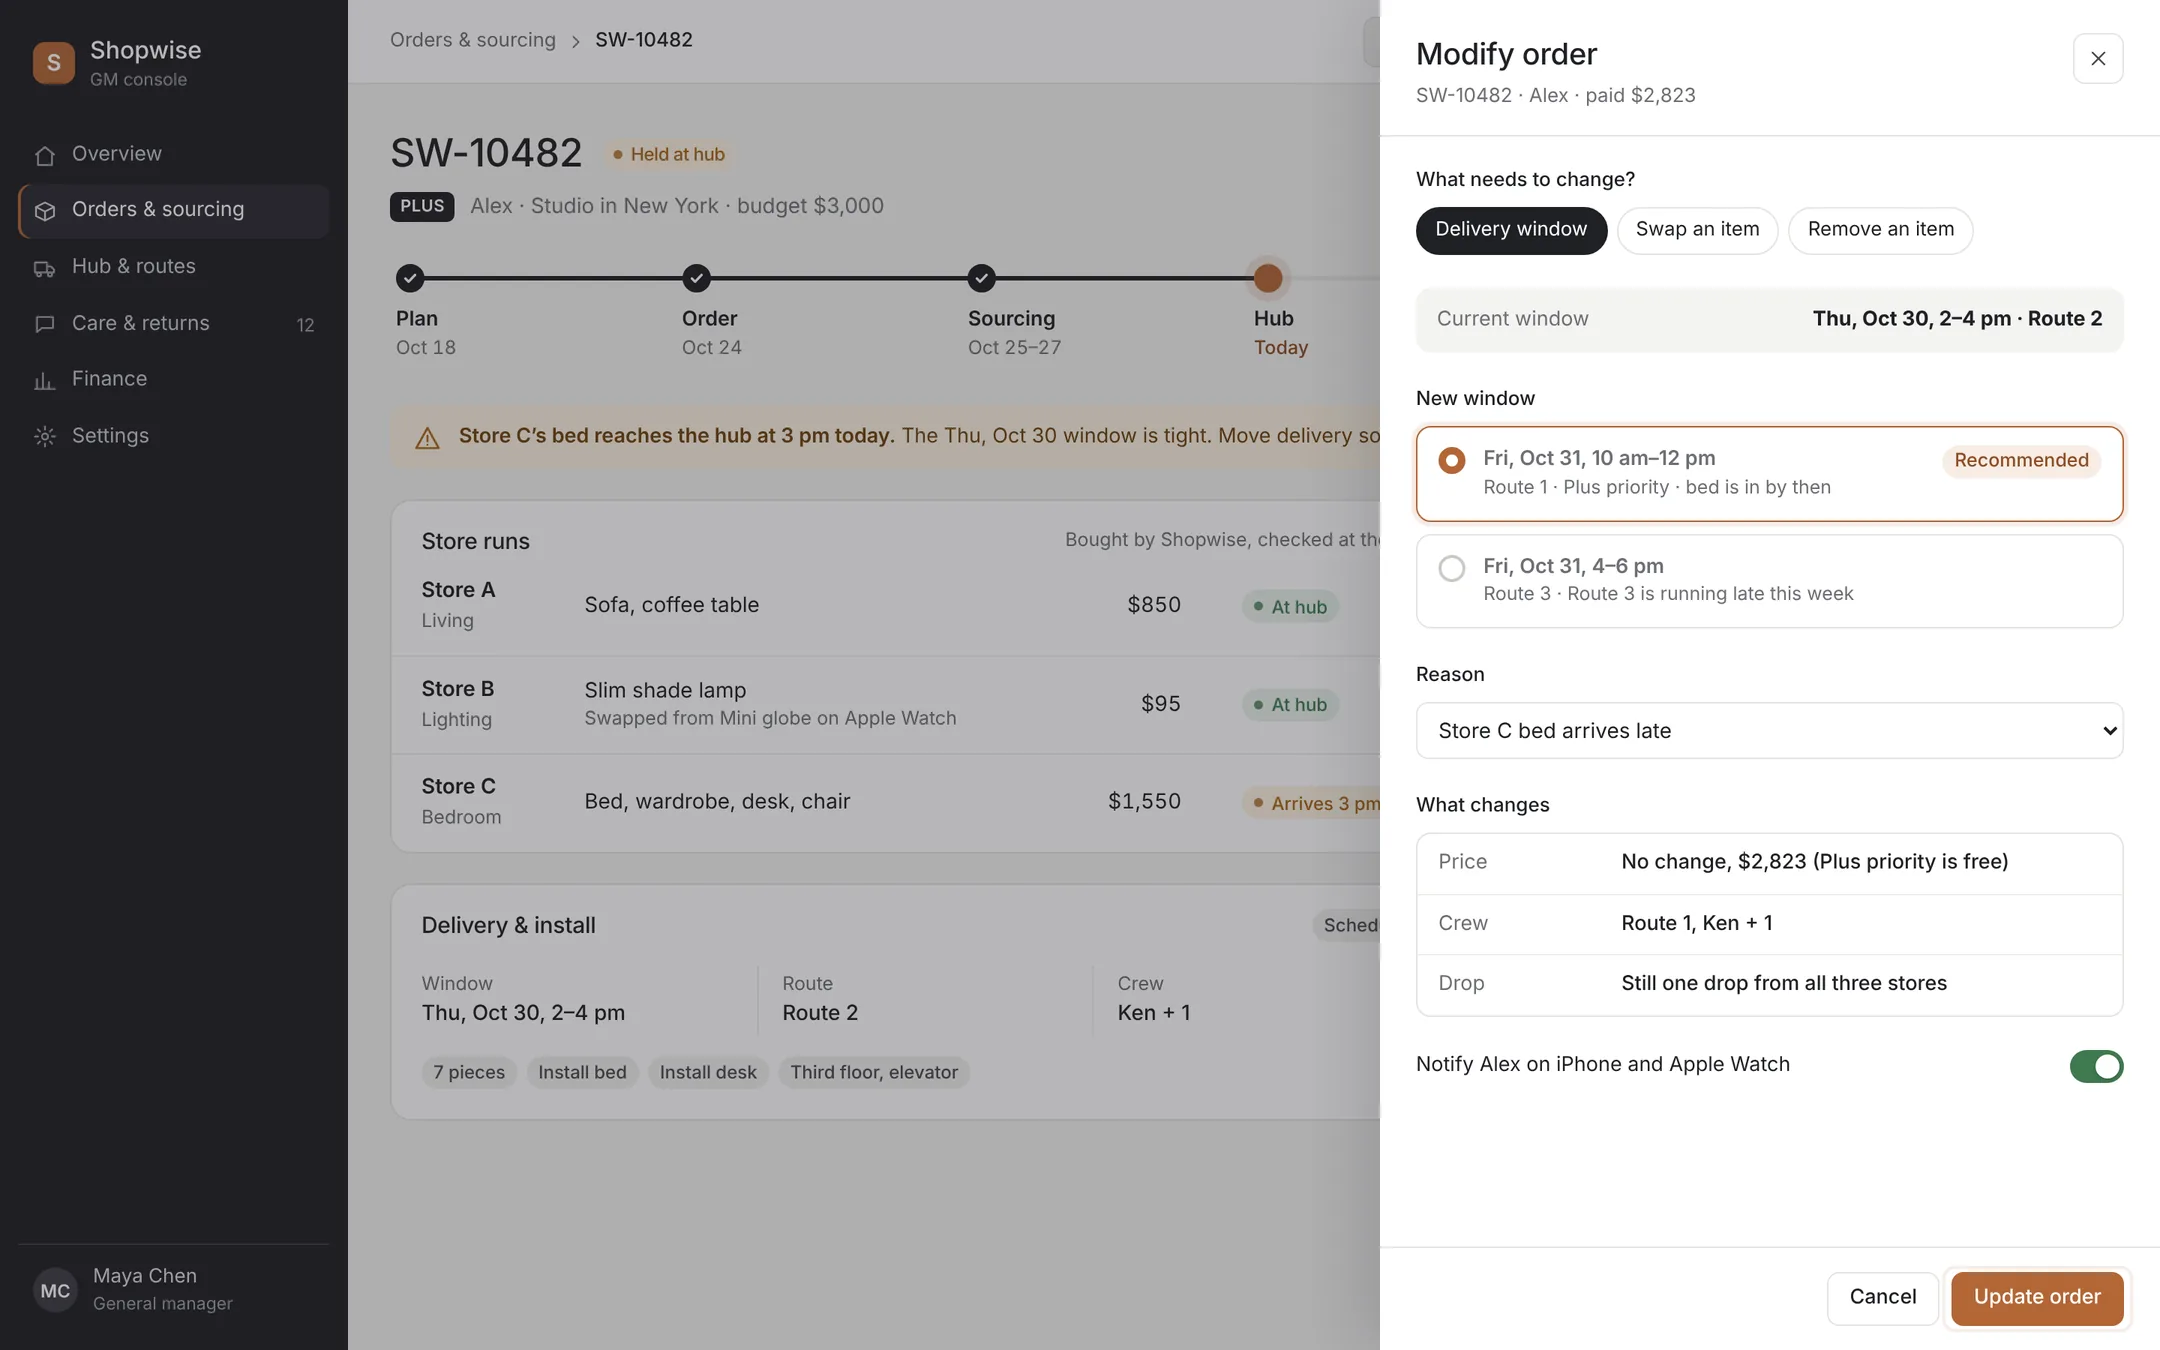 S
Shopwise
GM console
Overview
Orders & sourcing
Hub & routes
Care & returns 12
Finance
Settings
MC
Maya Chen
General manager
Orders & sourcing › SW-10482
SW-10482
Held at hub
PLUS
Alex · Studio in New York · budget $3,000
Plan
Oct 18
Order
Oct 24
Sourcing
Oct 25–27
Hub
Today
Store C’s bed reaches the hub at 3 pm today. The Thu, Oct 30 window is tight. Move delivery so
Store runs
Bought by Shopwise, checked at the
Store A
Living
Sofa, coffee table
$850
At hub
Store B
Lighting
Slim shade lamp
Swapped from Mini globe on Apple Watch
$95
At hub
Store C
Bedroom
Bed, wardrobe, desk, chair
$1,550
Arrives 3 pm
Delivery & install
Sched
Window
Thu, Oct 30, 2–4 pm
Route
Route 2
Crew
Ken + 1
7 pieces
Install bed
Install desk
Third floor, elevator
Modify order
SW-10482 · Alex · paid $2,823
What needs to change?
Delivery window
Swap an item
Remove an item
Current window
Thu, Oct 30, 2–4 pm · Route 2
New window
Fri, Oct 31, 10 am–12 pm
Route 1 · Plus priority · bed is in by then
Recommended
Fri, Oct 31, 4–6 pm
Route 3 · Route 3 is running late this week
Reason
Store C bed arrives late
What changes
Price
No change, $2,823 (Plus priority is free)
Crew
Route 1, Ken + 1
Drop
Still one drop from all three stores
Notify Alex on iPhone and Apple Watch
Cancel
Update order